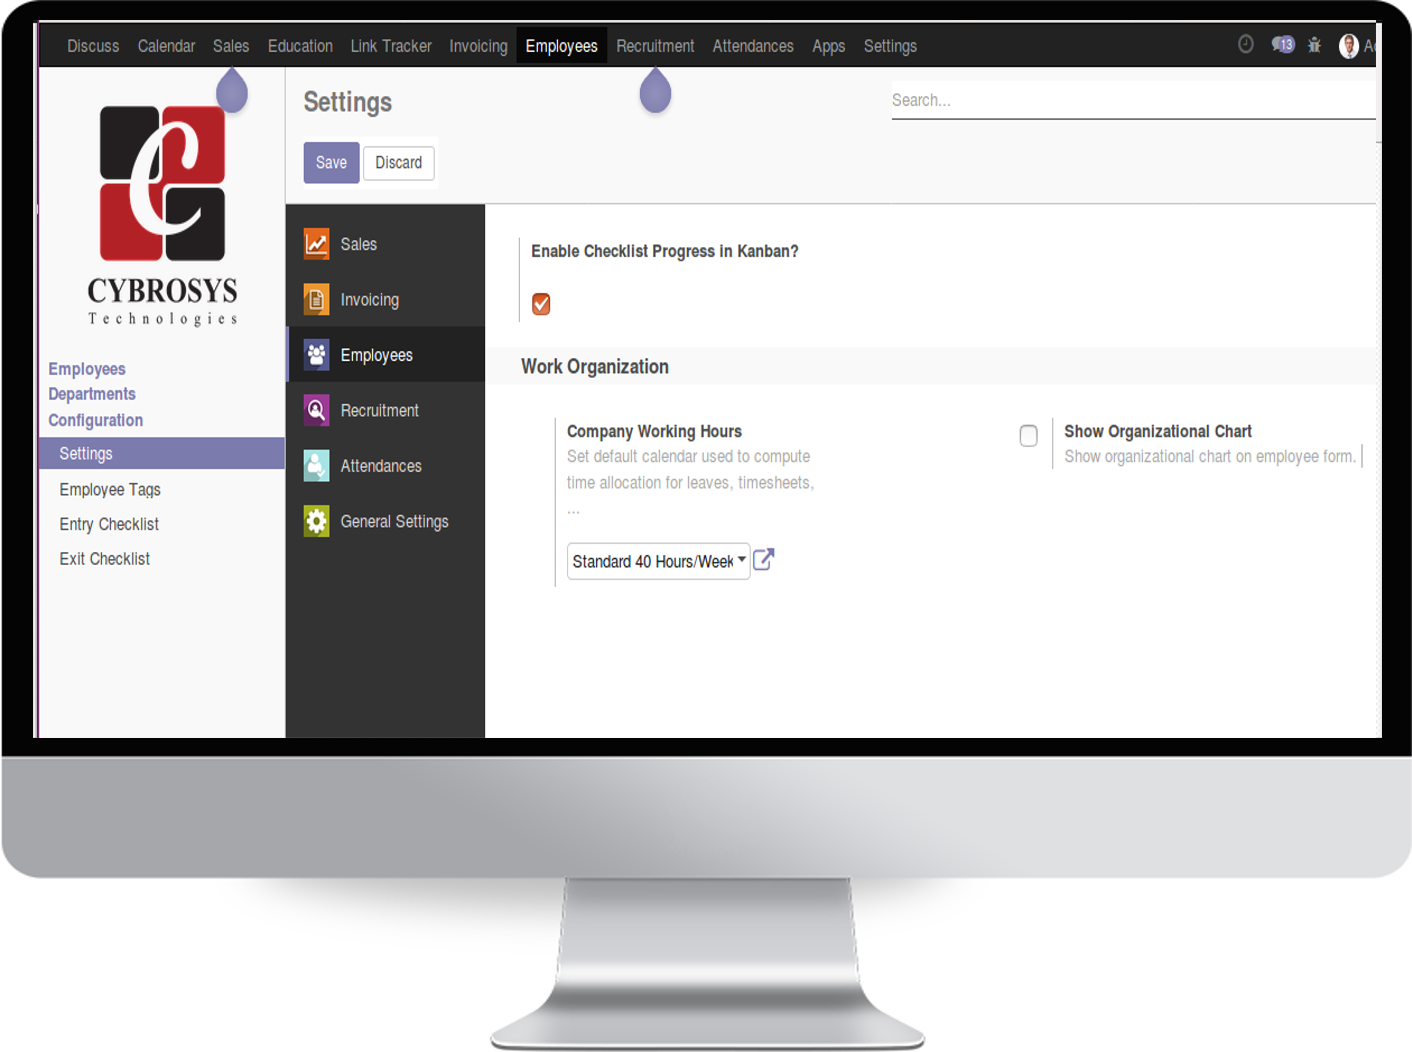 Discuss Calendar Sales Education Link Tracker Invoicing Employees Recruitment Attendances Apps Settings 13
Settings
Search...
Save Discard
C
CYBROSYS
Technologies
Employees
Departments
Configuration
Settings
Employee Tags
Entry Checklist
Exit Checklist
Sales
Invoicing
Employees
Recruitment
Attendances
General Settings
Enable Checklist Progress in Kanban?
Work Organization
Company Working Hours
Set default calendar used to compute
time allocation for leaves, timesheets,
...
Standard 40 Hours/Week
Show Organizational Chart
Show organizational chart on employee form.